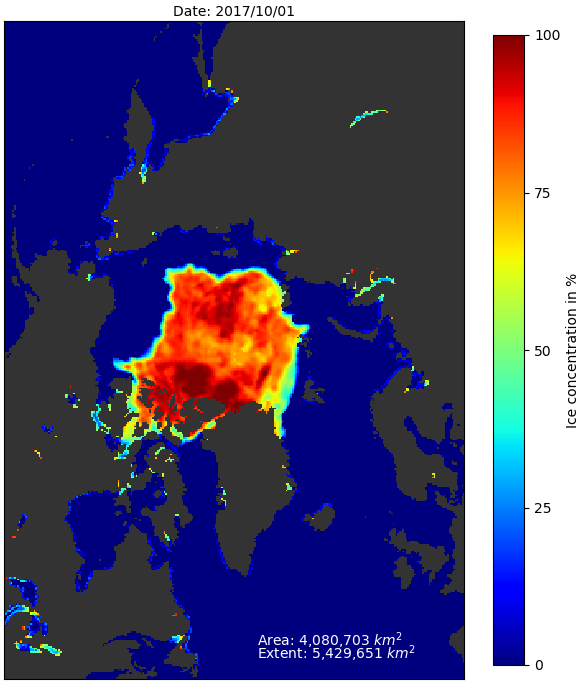 Date: 2017/10/01
100
75
50
25
0
Ice concentration in %
Area: 4,080,703 km²
Extent: 5,429,651 km²